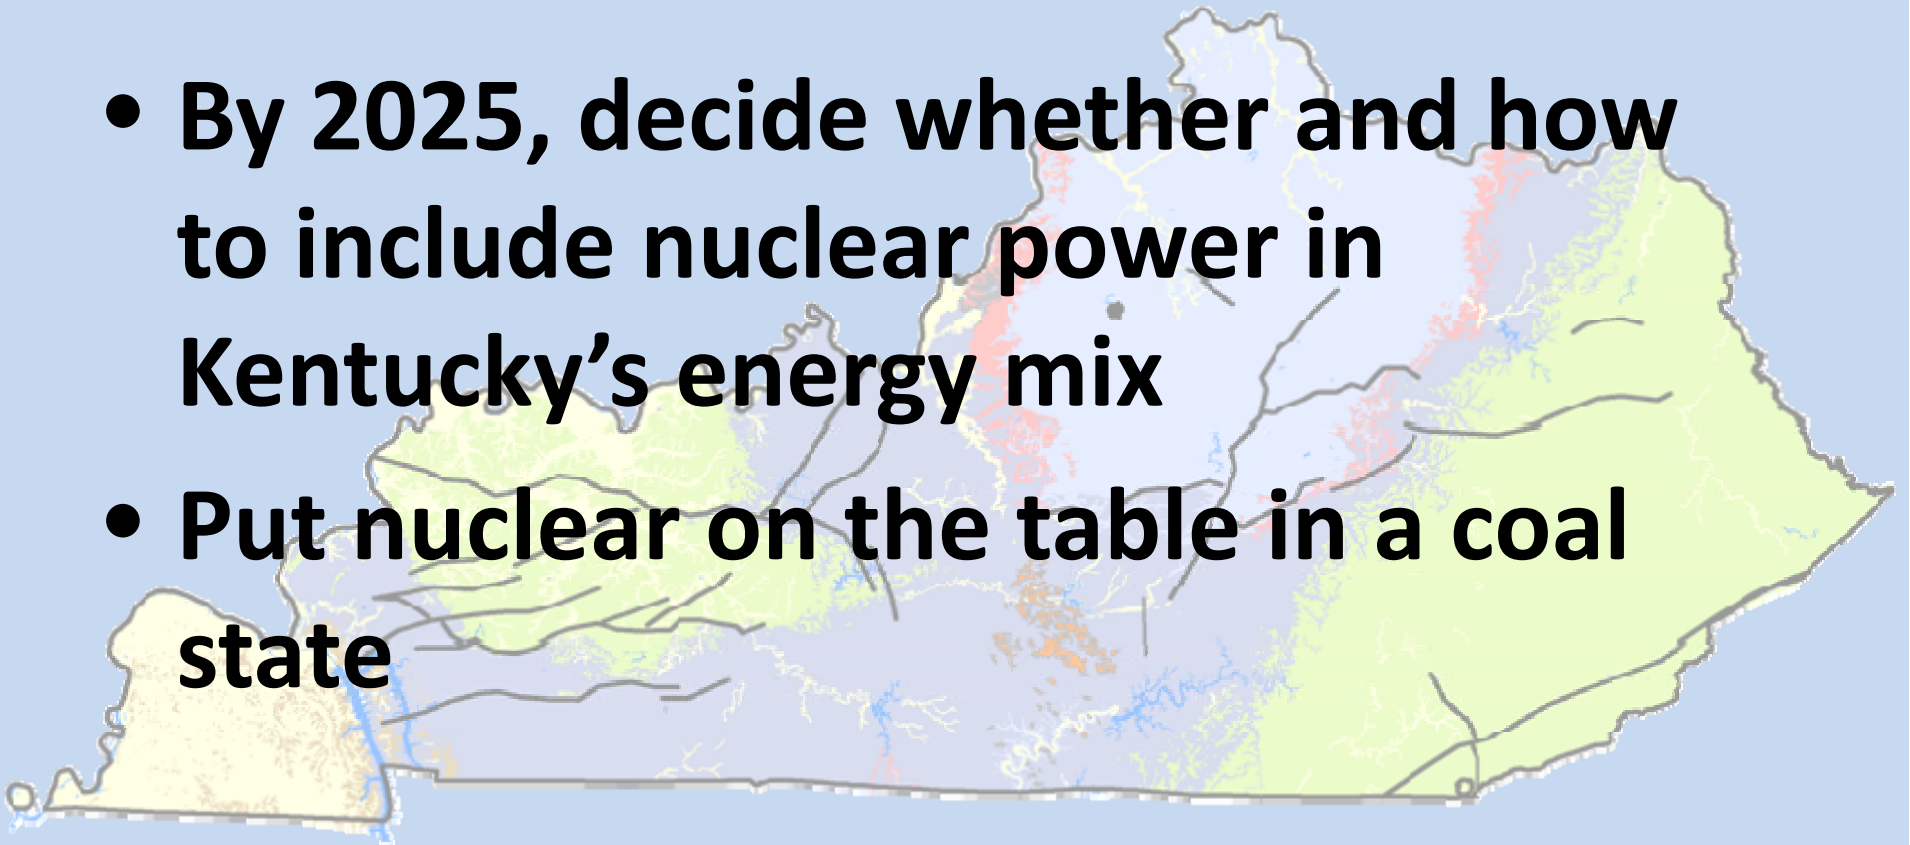 • By 2025, decide whether and how
to include nuclear power in
Kentucky’s energy mix
• Put nuclear on the table in a coal
state